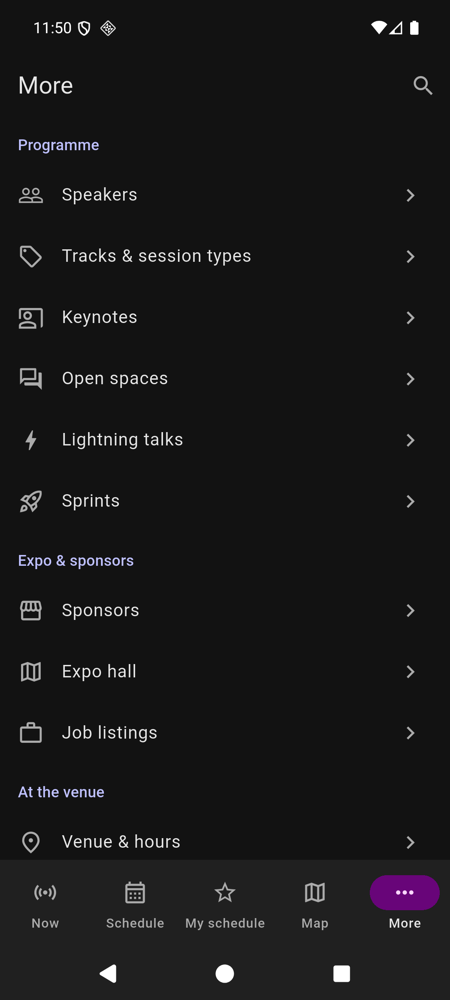 11:50
More
Programme
Speakers
Tracks & session types
Keynotes
Open spaces
Lightning talks
Sprints
Expo & sponsors
Sponsors
Expo hall
Job listings
At the venue
Venue & hours
Now Schedule My schedule Map More